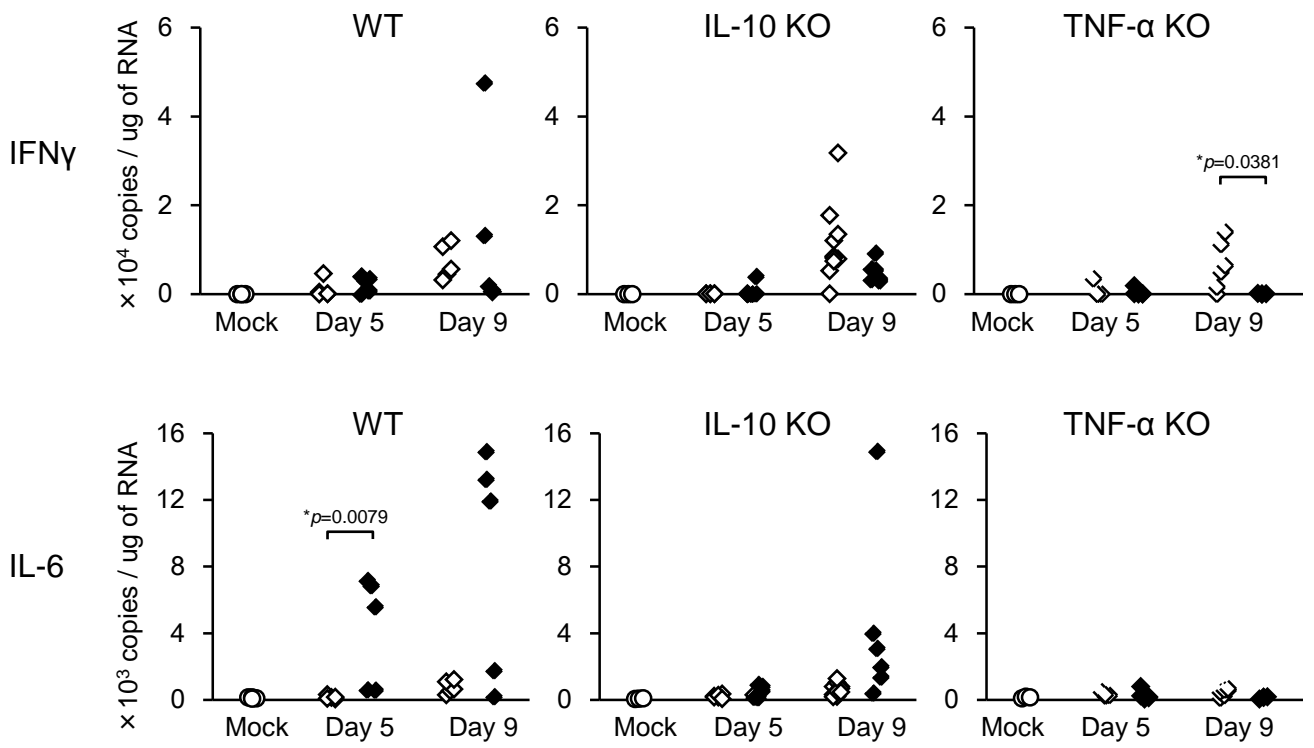 WT
IL-10 KO
TNF-α KO
IFNγ
×10⁴ copies / ug of RNA
6
4
2
0
Mock Day 5 Day 9
6
4
2
0
Mock Day 5 Day 9
6
4
2
0
*p=0.0381
Mock Day 5 Day 9
WT
IL-10 KO
TNF-α KO
IL-6
×10³ copies / ug of RNA
16
12
8
4
0
*p=0.0079
Mock Day 5 Day 9
16
12
8
4
0
Mock Day 5 Day 9
16
12
8
4
0
Mock Day 5 Day 9